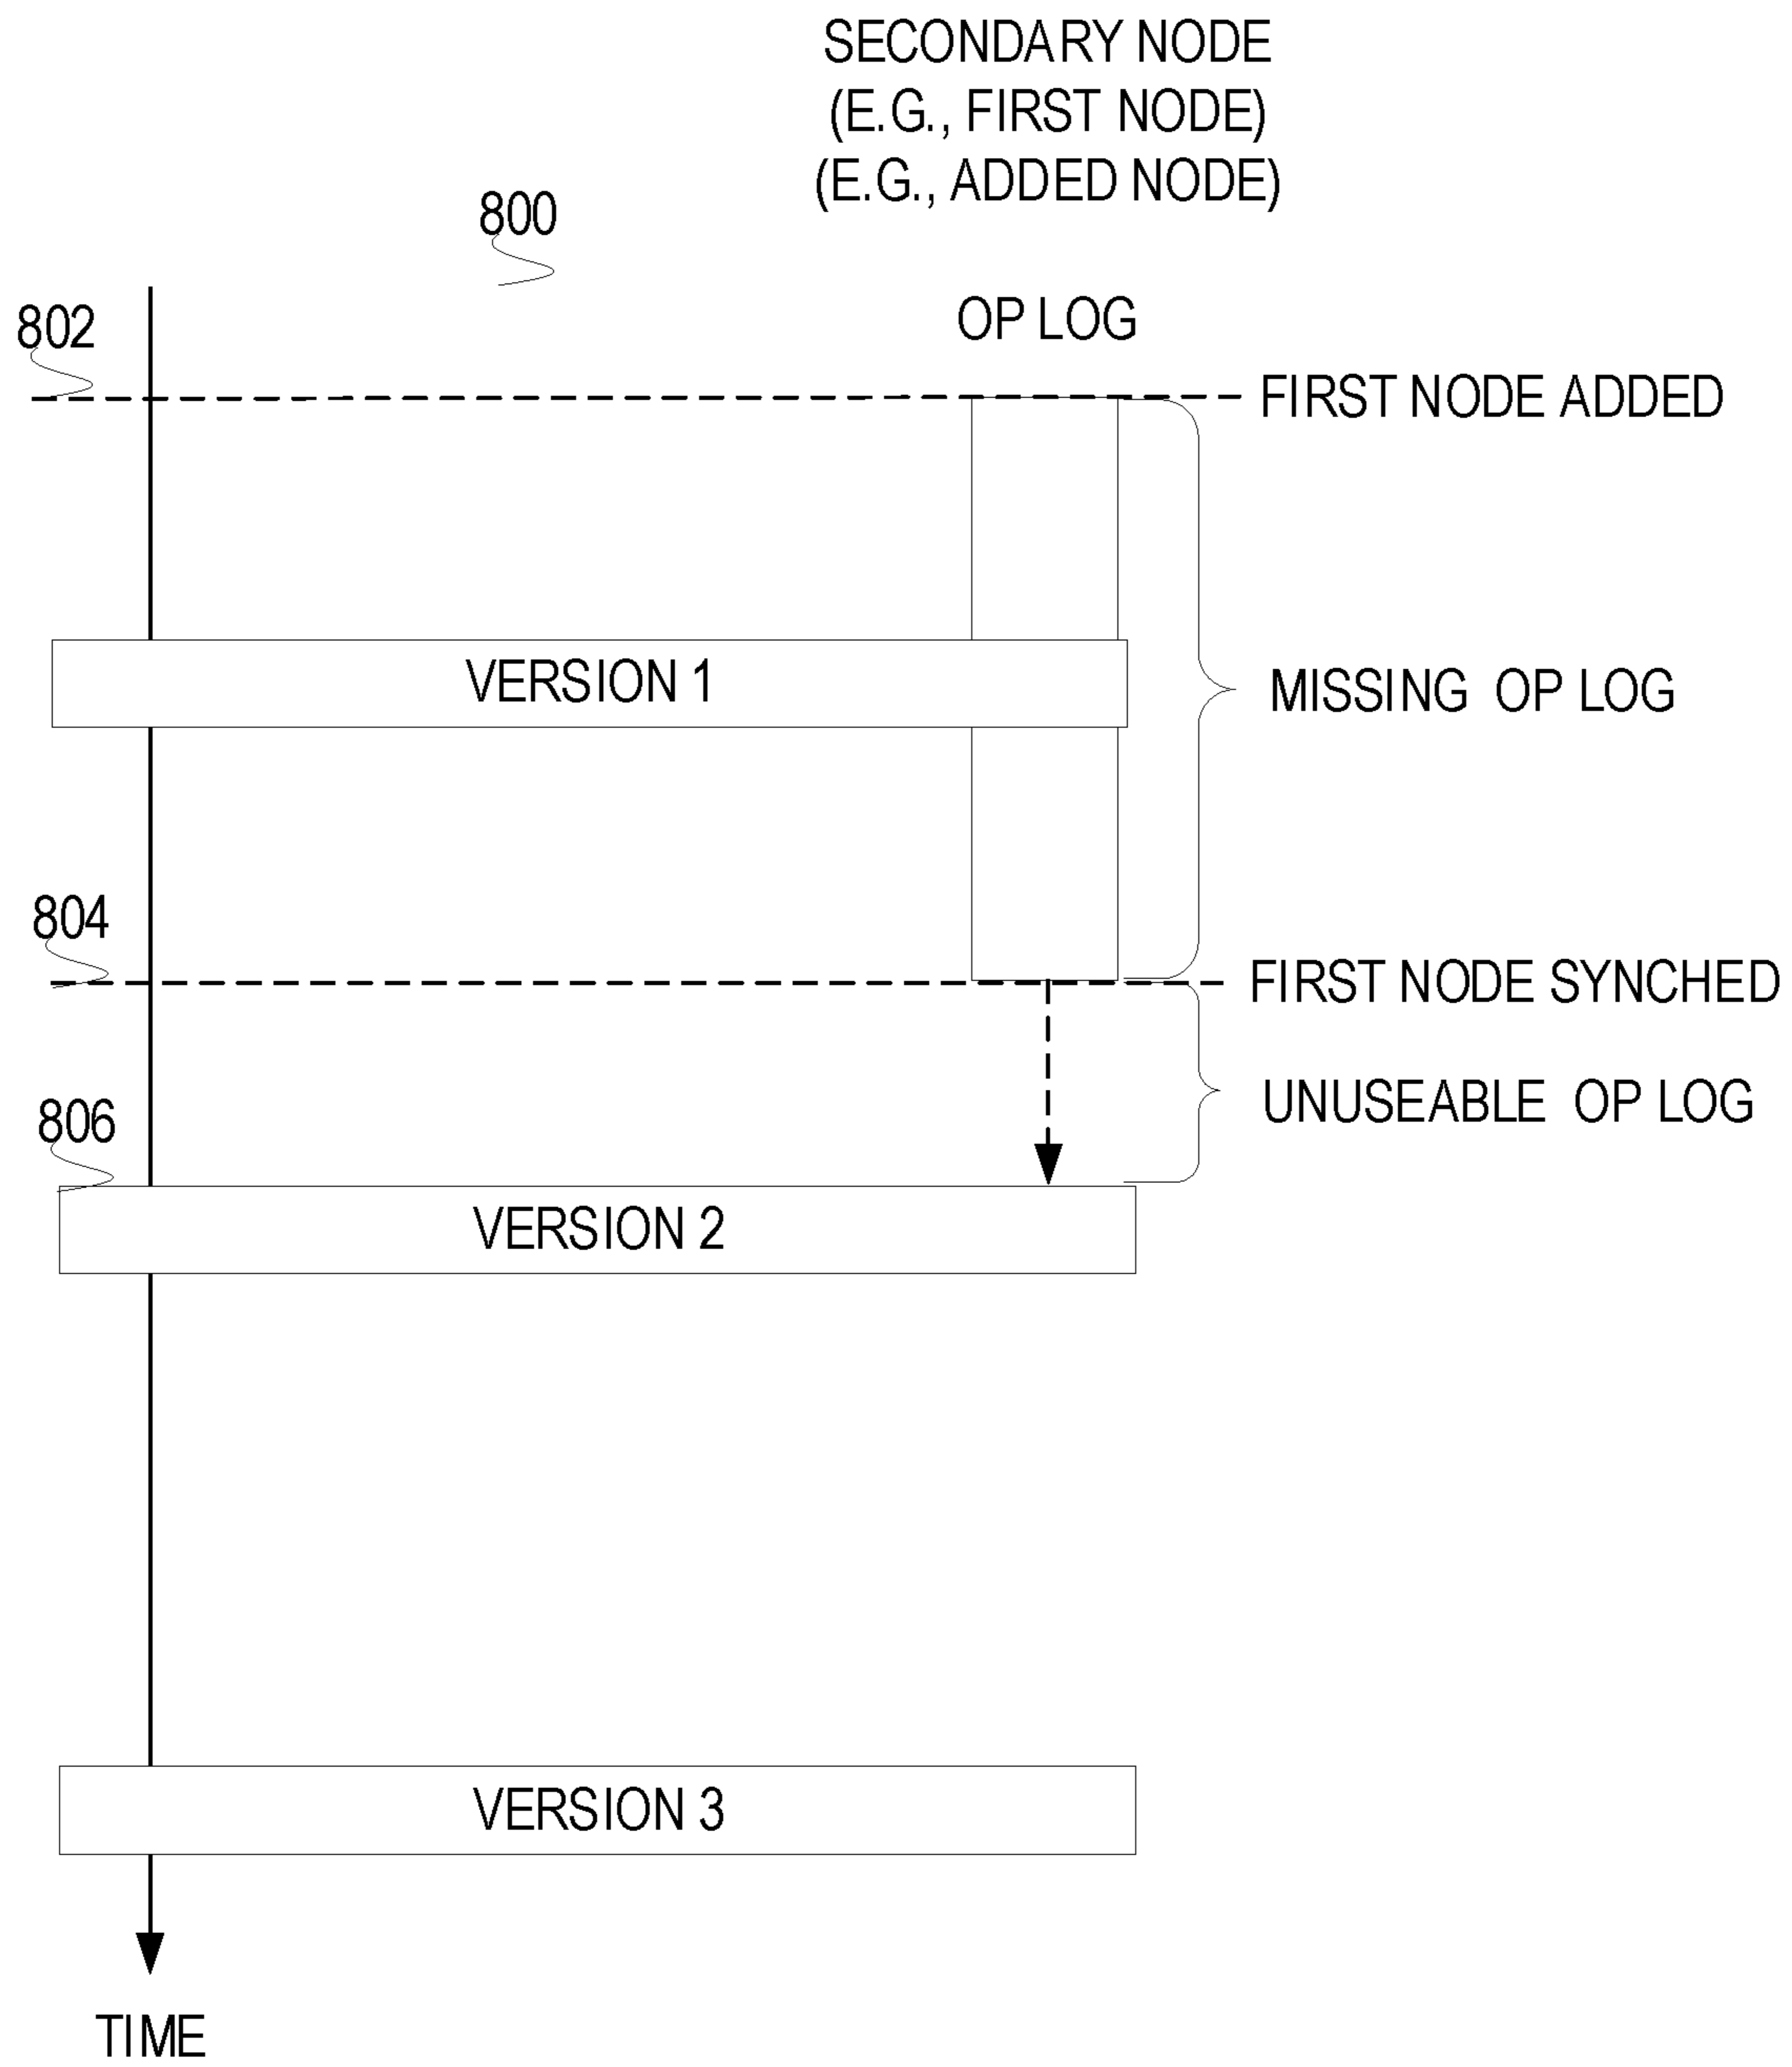 SECONDARY NODE
(E.G., FIRST NODE)
(E.G., ADDED NODE)
800
802
OP LOG
FIRST NODE ADDED
VERSION 1
MISSING OP LOG
804
FIRST NODE SYNCHED
UNUSEABLE OP LOG
806
VERSION 2
VERSION 3
TIME